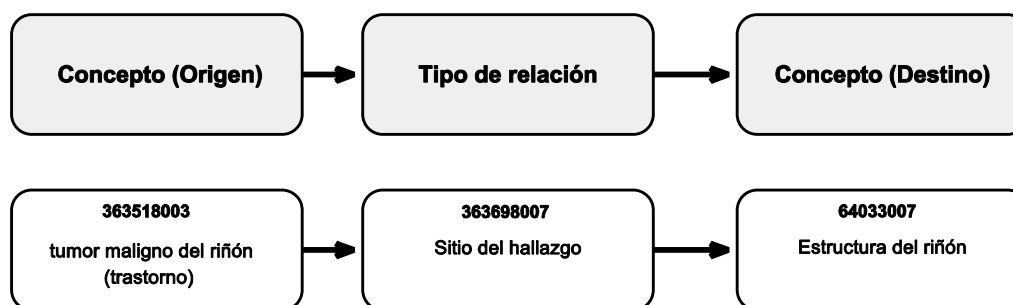 Concepto (Origen)
Tipo de relación
Concepto (Destino)
363518003
tumor maligno del riñón
(trastorno)
363698007
Sitio del hallazgo
64033007
Estructura del riñón